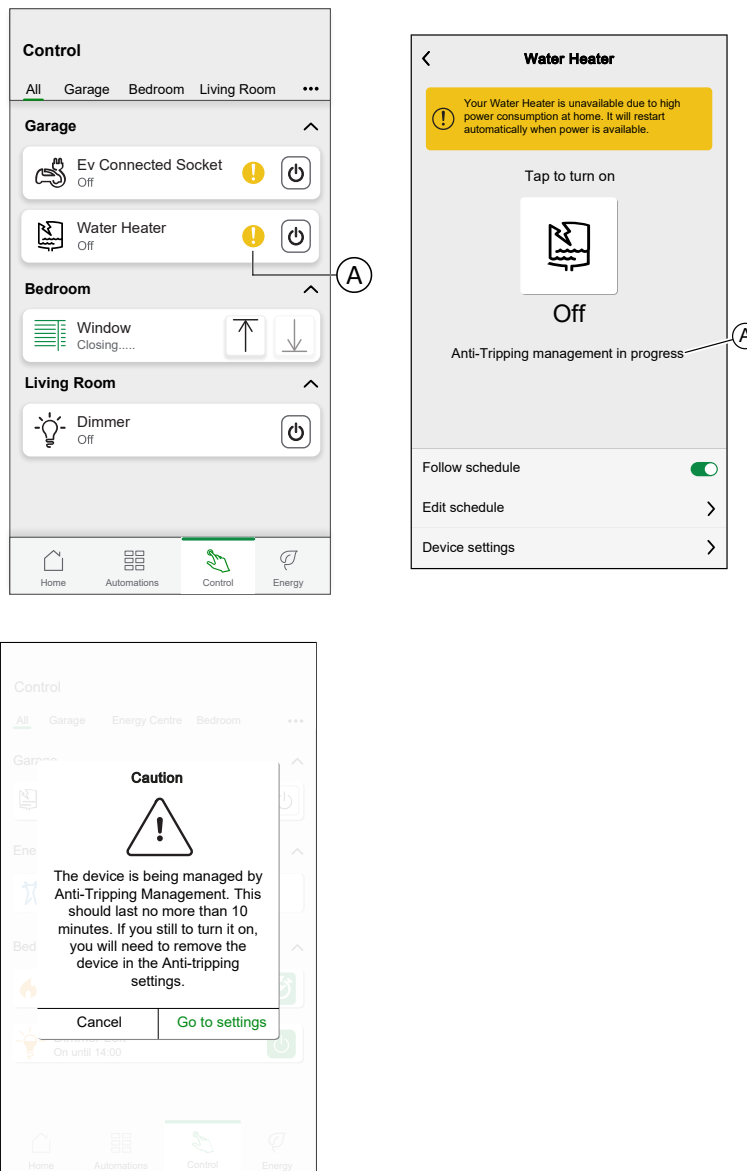 Control
All Garage Bedroom Living Room •••
Garage
Ev Connected Socket
Off
Water Heater
Off
A
Bedroom
Window
Closing.....
Living Room
Dimmer
Off
Home Automations Control Energy
Water Heater
Your Water Heater is unavailable due to high
power consumption at home. It will restart
automatically when power is available.
Tap to turn on
Off
Anti-Tripping management in progress
A
Follow schedule
Edit schedule
Device settings
Control
All Garage Energy Centre Bedroom •••
Caution
The device is being managed by
Anti-Tripping Management. This
should last no more than 10
minutes. If you still to turn it on,
you will need to remove the
device in the Anti-tripping
settings.
Cancel Go to settings
On until 14:00
Home Automations Control Energy